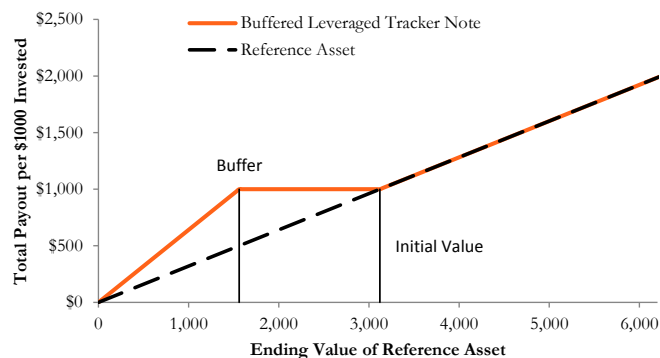 $2,500
Buffered Leveraged Tracker Note
Reference Asset
$2,000
$1,500
Buffer
$1,000
$500
Initial Value
$0
0 1,000 2,000 3,000 4,000 5,000 6,000
Total Payout per $1000 Invested
Ending Value of Reference Asset